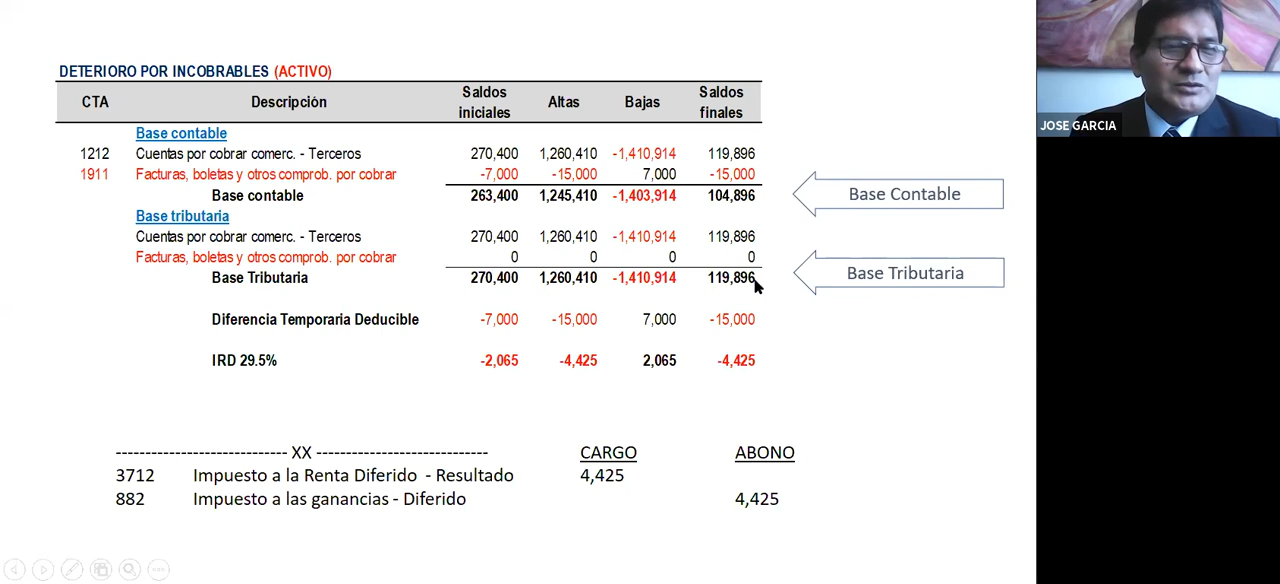 DETERIORO POR INCOBRABLES (ACTIVO)
CTA Descripción Saldos iniciales Altas Bajas Saldos finales
Base contable
1212 Cuentas por cobrar comerc. - Terceros 270,400 1,260,410 -1,410,914 119,896
1911 Facturas, boletas y otros comprob. por cobrar -7,000 -15,000 7,000 -15,000
Base contable 263,400 1,245,410 -1,403,914 104,896
Base tributaria
Cuentas por cobrar comerc. - Terceros 270,400 1,260,410 -1,410,914 119,896
Facturas, boletas y otros comprob. por cobrar 0 0 0 0
Base Tributaria 270,400 1,260,410 -1,410,914 119,896
Diferencia Temporaria Deducible -7,000 -15,000 7,000 -15,000
IRD 29.5% -2,065 -4,425 2,065 -4,425
Base Contable
Base Tributaria
------------------------------ XX ------------------------------ CARGO ABONO
3712 Impuesto a la Renta Diferido - Resultado 4,425
882 Impuesto a las ganancias - Diferido 4,425
JOSE GARCIA